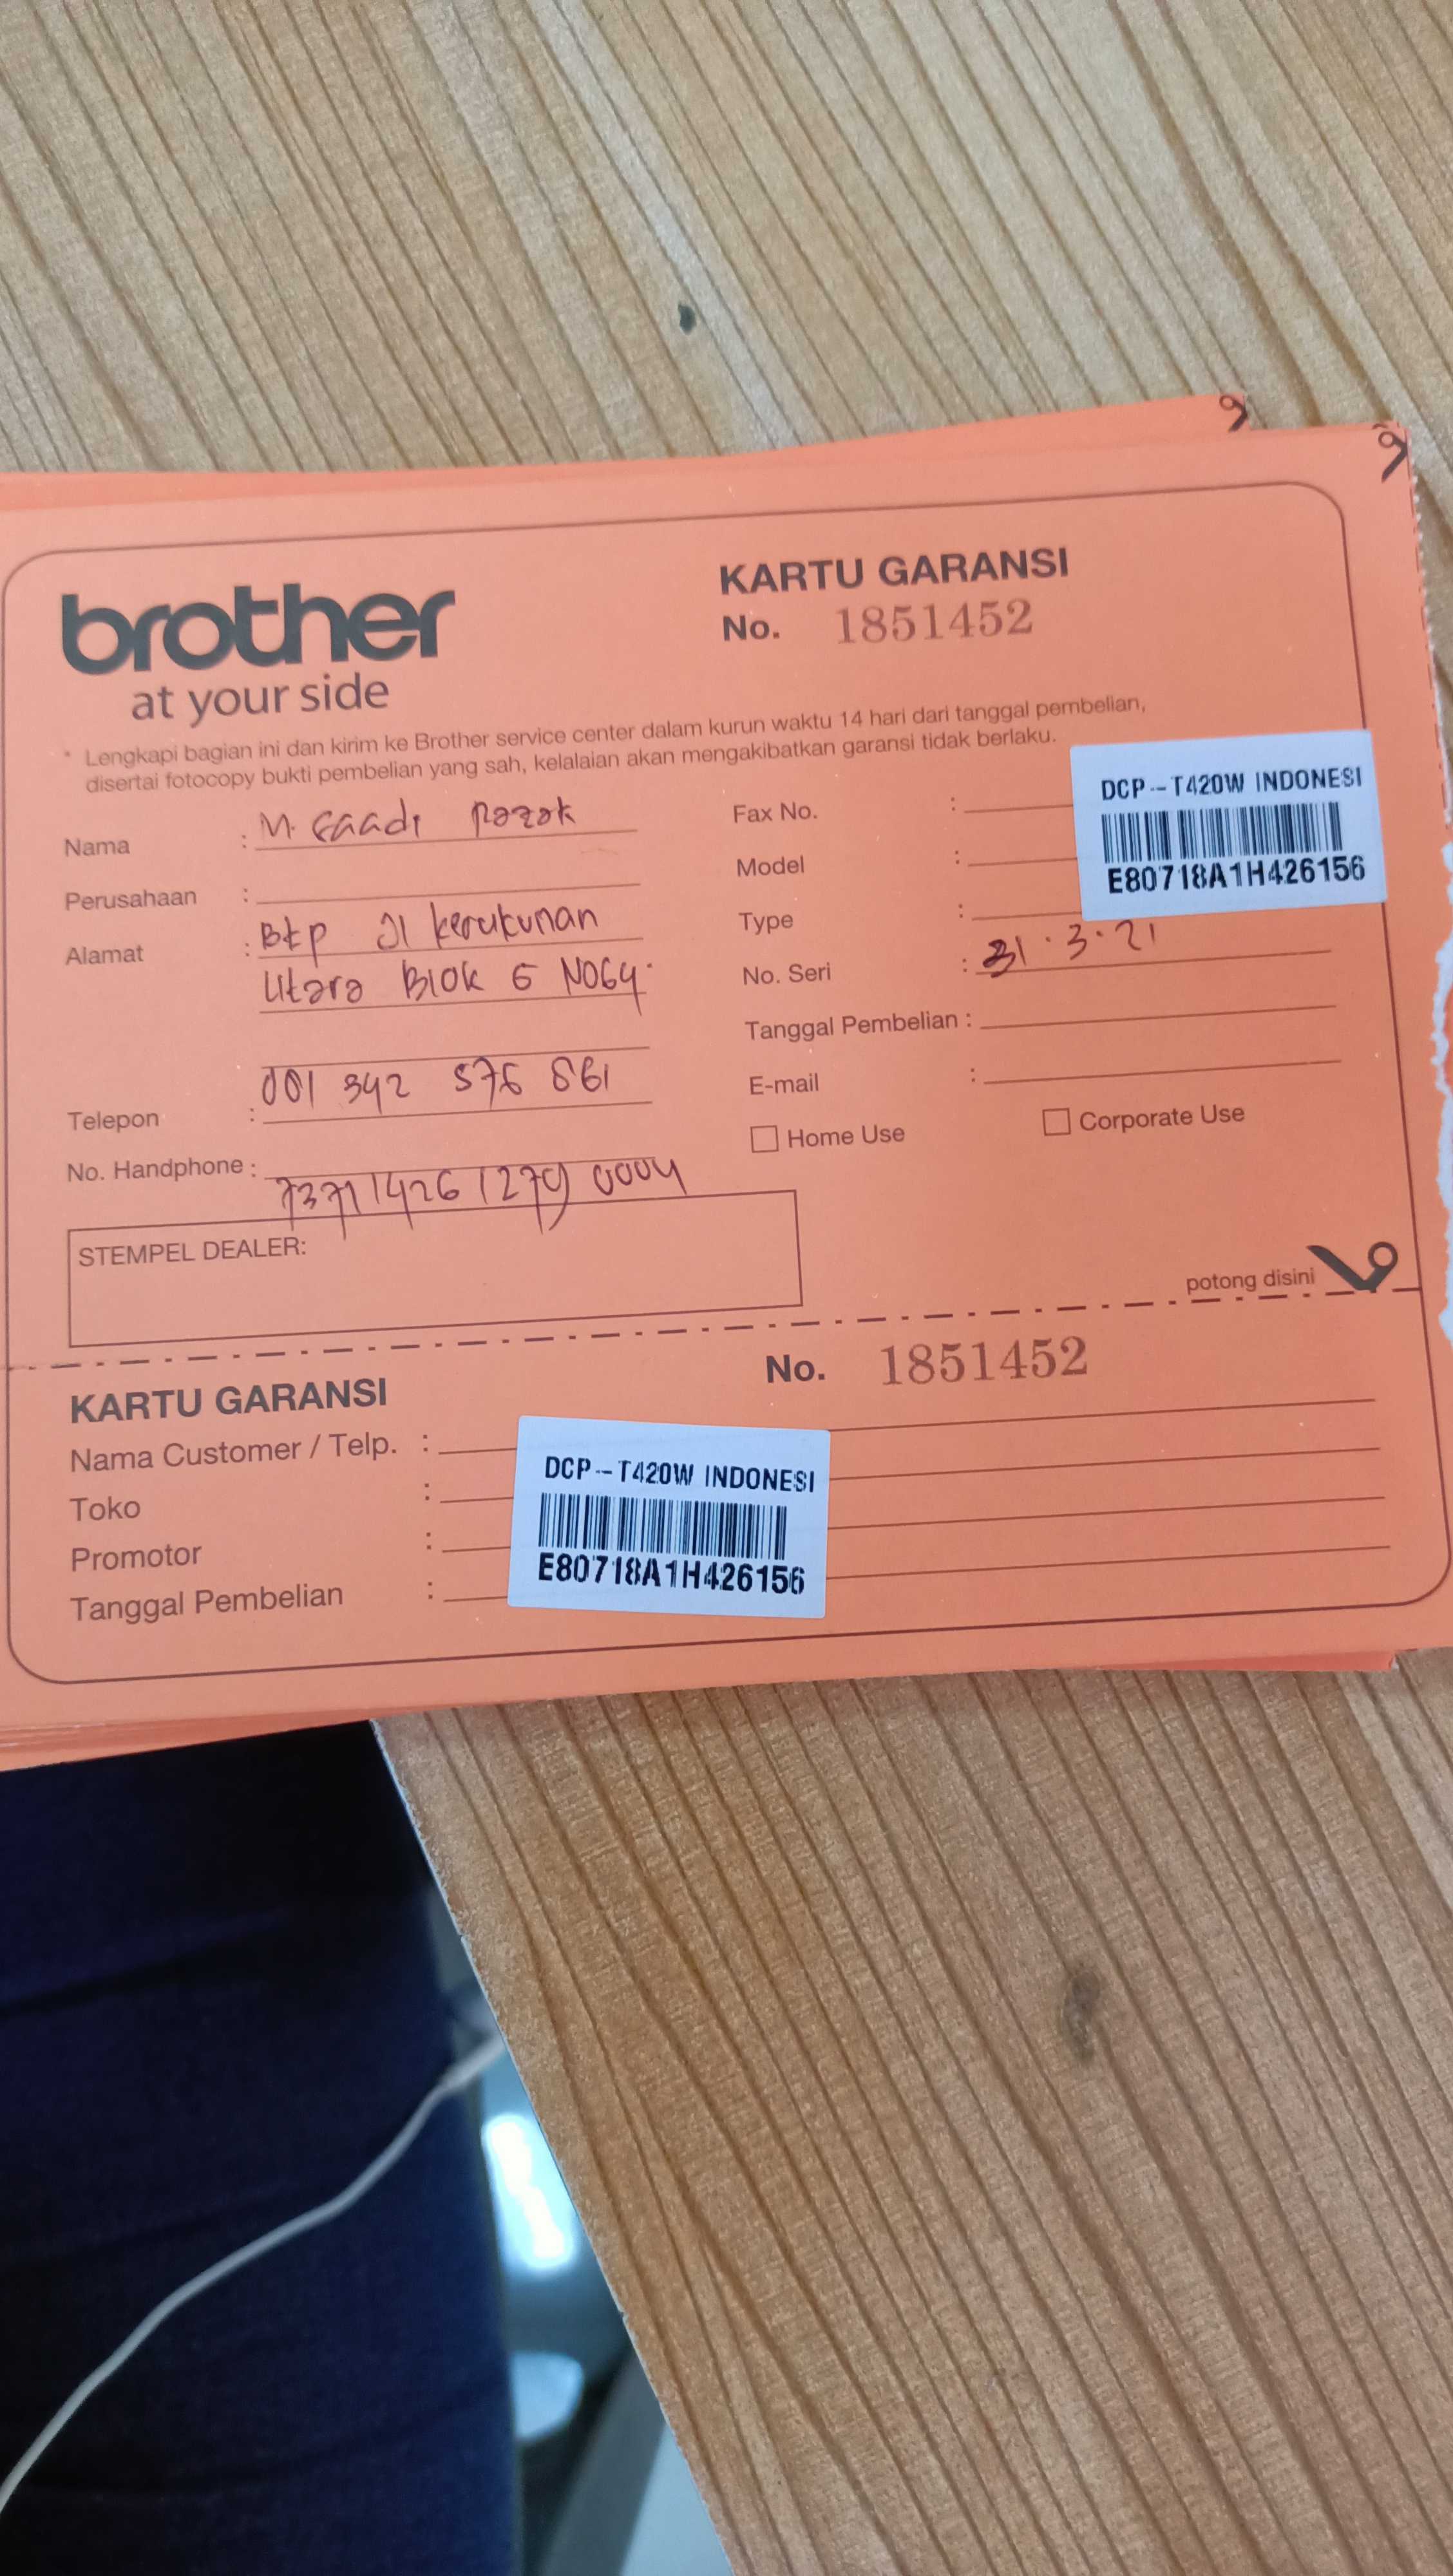 brother
at your side
KARTU GARANSI
No. 1851452
* Lengkapi bagian ini dan kirim ke Brother service center dalam kurun waktu 14 hari dari tanggal pembelian,
disertai fotocopy bukti pembelian yang sah, kelalaian akan mengakibatkan garansi tidak berlaku.
Nama : M. Saadi Razak
Perusahaan :
Alamat : Btp Jl kerukunan
Utara Blok G No64.
Telepon : 081 342 576 861
No. Handphone : 7371142612790004
STEMPEL DEALER:
Fax No. :
Model :
Type :
No. Seri : 31.3.21
Tanggal Pembelian :
E-mail :
Home Use
Corporate Use
DCP--T420W INDONESI
E80718A1H426156
potong disini
KARTU GARANSI
No. 1851452
Nama Customer / Telp. :
Toko :
Promotor :
Tanggal Pembelian :
DCP--T420W INDONESI
E80718A1H426156